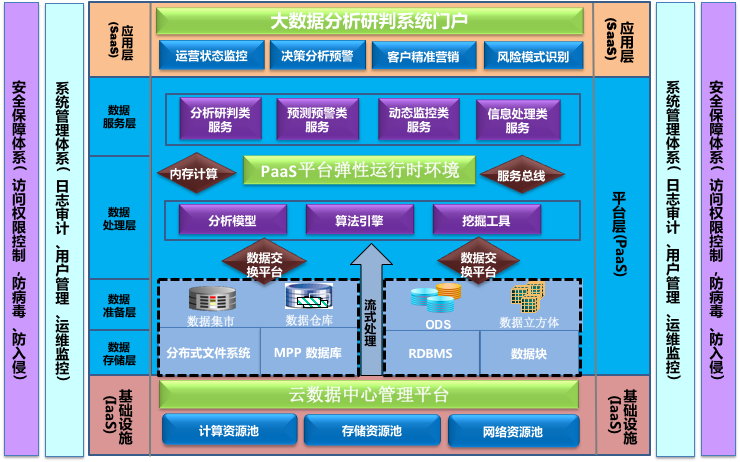 大数据分析研判系统门户
应用层
(SaaS)
运营状态监控
决策分析预警
客户精准营销
风险模式识别
应用层
(SaaS)
安全保障体系(访问权限控制,防病毒,防入侵)
系统管理体系(日志审计,用户管理,运维监控)
数据
服务层
分析研判类
服务
预测预警类
服务
动态监控类
服务
信息处理类
服务
内存计算
PaaS平台弹性运行时环境
服务总线
数据
处理层
分析模型
算法引擎
挖掘工具
数据交
换平台
数据交
换平台
平台层(PaaS)
数据
准备层
数据集市
数据仓库
流式处理
ODS
数据立方体
数据
存储层
分布式文件系统
MPP 数据库
RDBMS
数据块
基础设施
(IaaS)
云数据中心管理平台
计算资源池
存储资源池
网络资源池
基础设施
(IaaS)
系统管理体系(日志审计,用户管理,运维监控)
安全保障体系(访问权限控制,防病毒,防入侵)